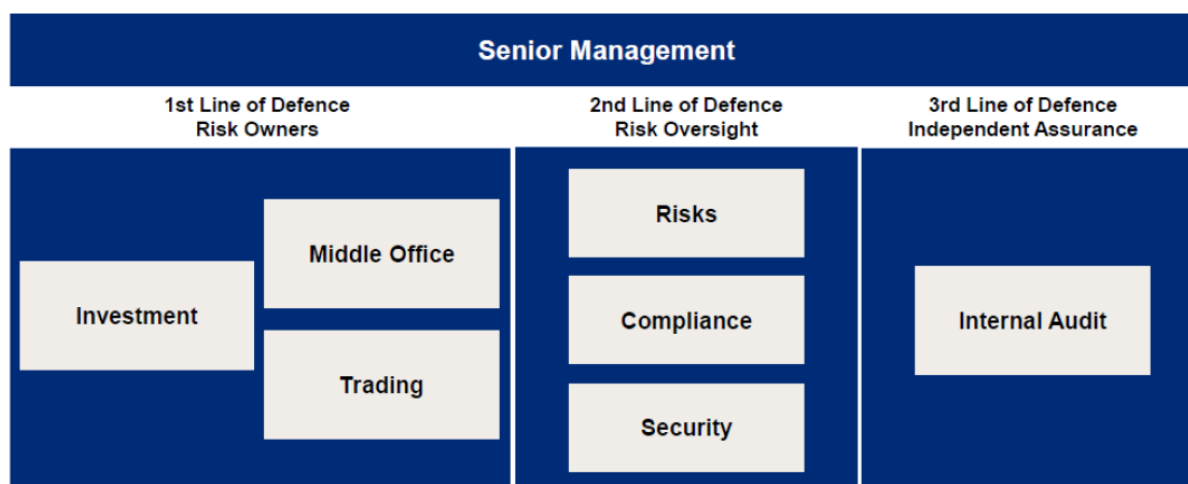 Senior Management
1st Line of Defence
Risk Owners
2nd Line of Defence
Risk Oversight
3rd Line of Defence
Independent Assurance
Investment
Middle Office
Trading
Risks
Compliance
Security
Internal Audit